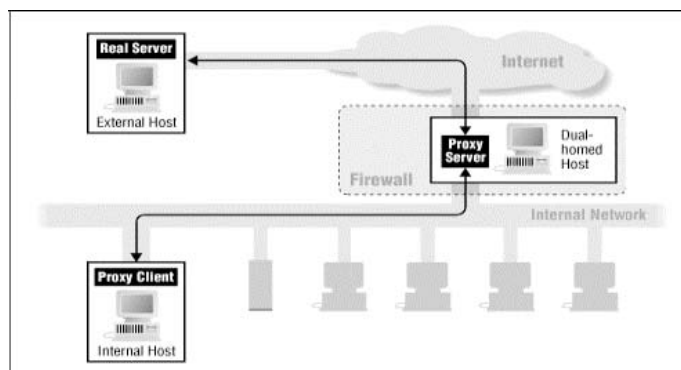 Real Server
External Host
Internet
Proxy
Server
Dual-
homed
Host
Firewall
Internal Network
Proxy Client
Internal Host